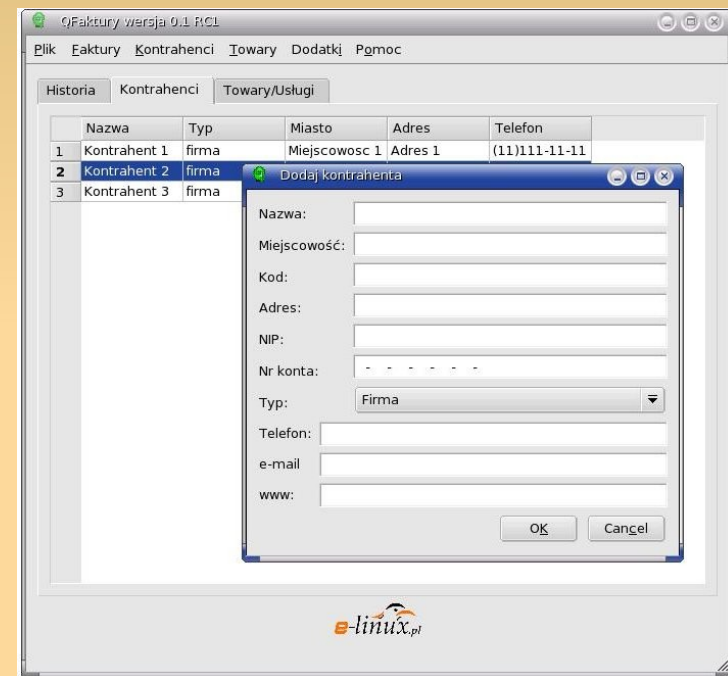 QFaktury wersja 0.1 RC1
Plik Faktury Kontrahenci Towary Dodatki Pomoc
Historia Kontrahenci Towary/Usługi
Nazwa Typ Miasto Adres Telefon
1 Kontrahent 1 firma Miejscowosc 1 Adres 1 (11)111-11-11
2 Kontrahent 2 firma
3 Kontrahent 3 firma
Dodaj kontrahenta
Nazwa:
Miejscowość:
Kod:
Adres:
NIP:
Nr konta: - - - - - -
Typ: Firma
Telefon:
e-mail
www:
OK Cancel
e-linux.pl